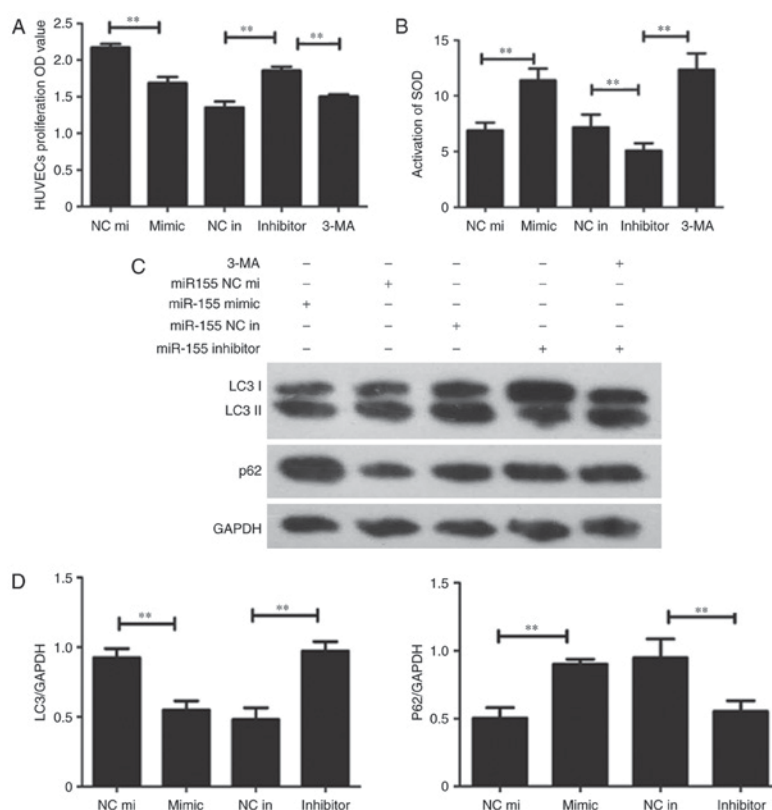 A
HUVECs proliferation OD value
2.5
2.0
1.5
1.0
0.5
0
** ** **
NC mi Mimic NC in Inhibitor 3-MA
B
Activation of SOD
15
10
5
0
** ** **
NC mi Mimic NC in Inhibitor 3-MA
C
3-MA – – – – +
miR155 NC mi – + – – –
miR-155 mimic + – – – –
miR-155 NC in – – + – –
miR-155 inhibitor – – – + +
LC3 I
LC3 II
p62
GAPDH
D
LC3/GAPDH
1.5
1.0
0.5
0
** **
NC mi Mimic NC in Inhibitor
P62/GAPDH
1.5
1.0
0.5
0
** **
NC mi Mimic NC in Inhibitor